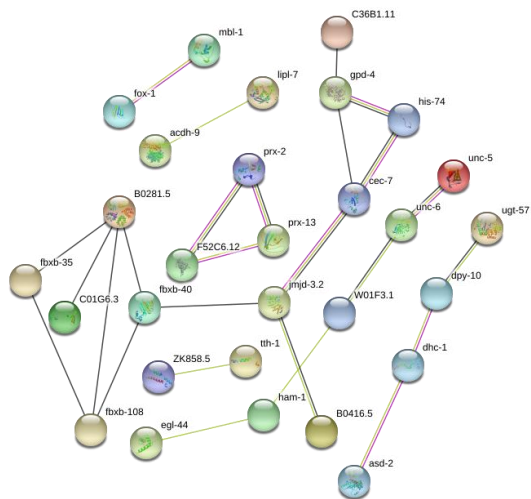 C36B1.11
mbl-1
lipl-7
gpd-4
fox-1
his-74
acdh-9
prx-2
unc-5
cec-7
B0281.5
unc-6
ugt-57
prx-13
F52C6.12
fbxb-35
dpy-10
C01G6.3
fbxb-40
jmjd-3.2
W01F3.1
tth-1
dhc-1
ZK858.5
ham-1
fbxb-108
egl-44
B0416.5
asd-2